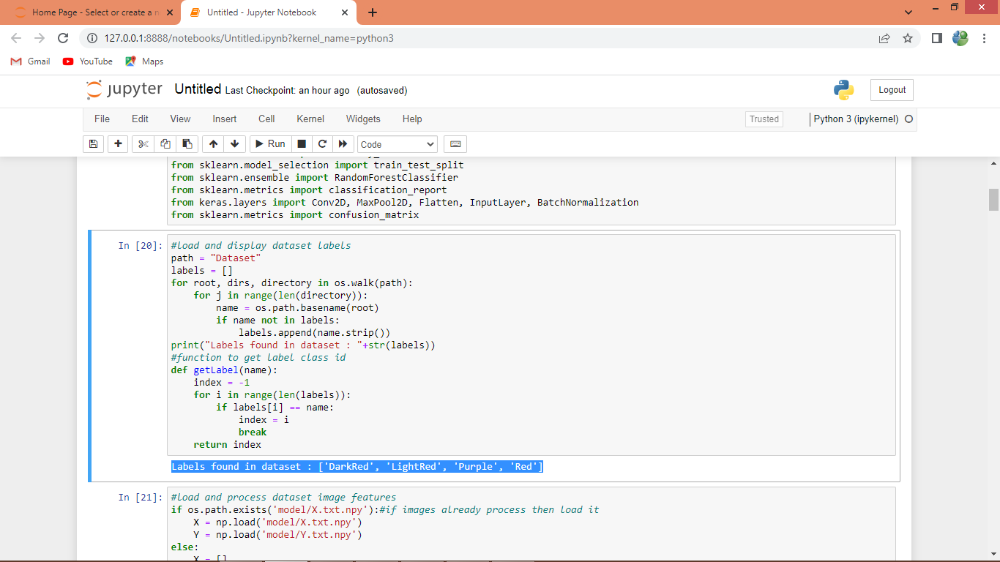 Home Page - Select or create a n
Untitled - Jupyter Notebook
127.0.0.1:8888/notebooks/Untitled.ipynb?kernel_name=python3
Gmail YouTube Maps
jupyter Untitled Last Checkpoint: an hour ago (autosaved)
Logout
File Edit View Insert Cell Kernel Widgets Help
Trusted Python 3 (ipykernel)
Run Code
from sklearn.model_selection import train_test_split
from sklearn.ensemble import RandomForestClassifier
from sklearn.metrics import classification_report
from keras.layers import Conv2D, MaxPool2D, Flatten, InputLayer, BatchNormalization
from sklearn.metrics import confusion_matrix
In [20]: #load and display dataset labels
path = "Dataset"
labels = []
for root, dirs, directory in os.walk(path):
    for j in range(len(directory)):
        name = os.path.basename(root)
        if name not in labels:
            labels.append(name.strip())
print("Labels found in dataset : "+str(labels))
#function to get label class id
def getLabel(name):
    index = -1
    for i in range(len(labels)):
        if labels[i] == name:
            index = i
            break
    return index
Labels found in dataset : ['DarkRed', 'LightRed', 'Purple', 'Red']
In [21]: #load and process dataset image features
if os.path.exists('model/X.txt.npy'):#if images already process then load it
    X = np.load('model/X.txt.npy')
    Y = np.load('model/Y.txt.npy')
else:
    X = []